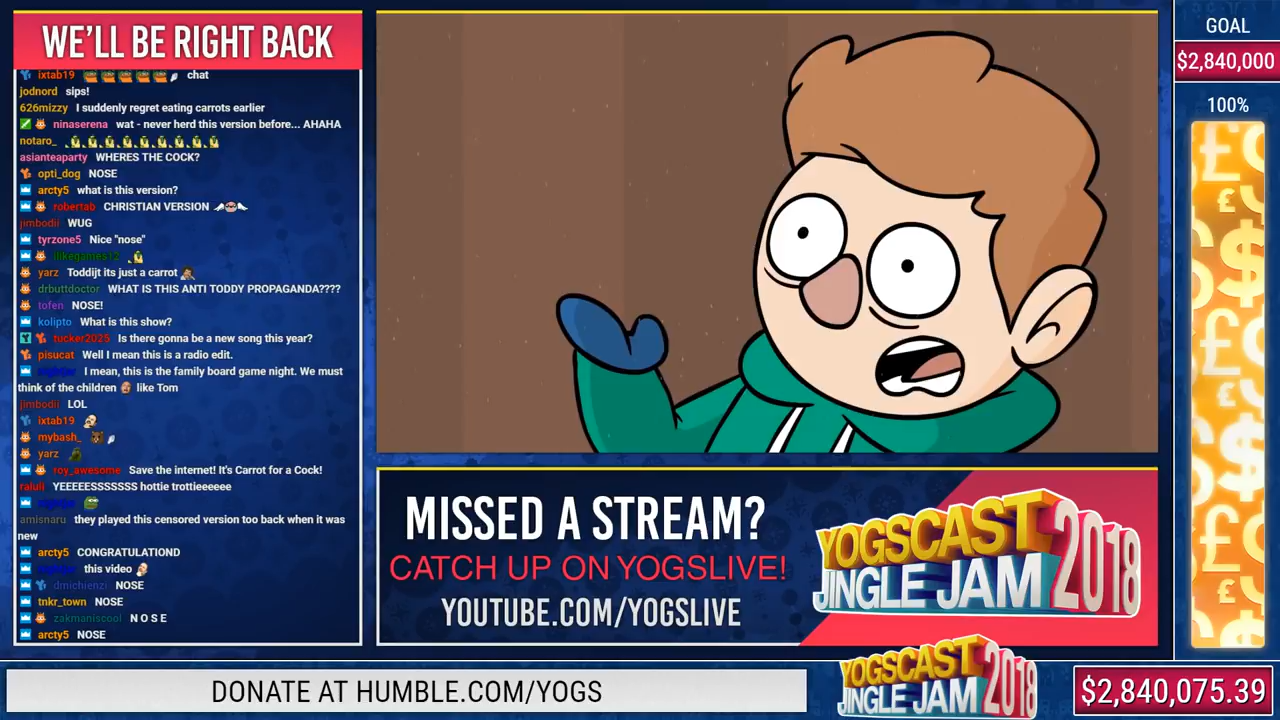 WE'LL BE RIGHT BACK
ixtab19 chat
jodnord sips!
626mizzy I suddenly regret eating carrots earlier
ninaserena wat - never herd this version before... AHAHA
notaro_
asianteaparty WHERES THE COCK?
opti_dog NOSE
arcty5 what is this version?
robertab CHRISTIAN VERSION
jimbodii WUG
tyrzone5 Nice "nose"
ilikegames12
yarz Toddijt its just a carrot
drbuttdoctor WHAT IS THIS ANTI TODDY PROPAGANDA????
tofen NOSE!
kolipto What is this show?
tucker2025 Is there gonna be a new song this year?
pisucat Well I mean this is a radio edit.
I mean, this is the family board game night. We must
think of the children like Tom
jimbodii LOL
ixtab19
mybash_
yarz
roy_awesome Save the internet! It's Carrot for a Cock!
raluli YEEEEESSSSSSS hottie trottieeeeee
amisnaru they played this censored version too back when it was
new
arcty5 CONGRATULATIOND
this video
dmichienzi NOSE
tnkr_town NOSE
zakmaniscool N O S E
arcty5 NOSE
MISSED A STREAM?
CATCH UP ON YOGSLIVE!
YOUTUBE.COM/YOGSLIVE
YOGSCAST
JINGLE JAM 2018
GOAL
$2,840,000
100%
DONATE AT HUMBLE.COM/YOGS
YOGSCAST
JINGLE JAM 2018
$2,840,075.39